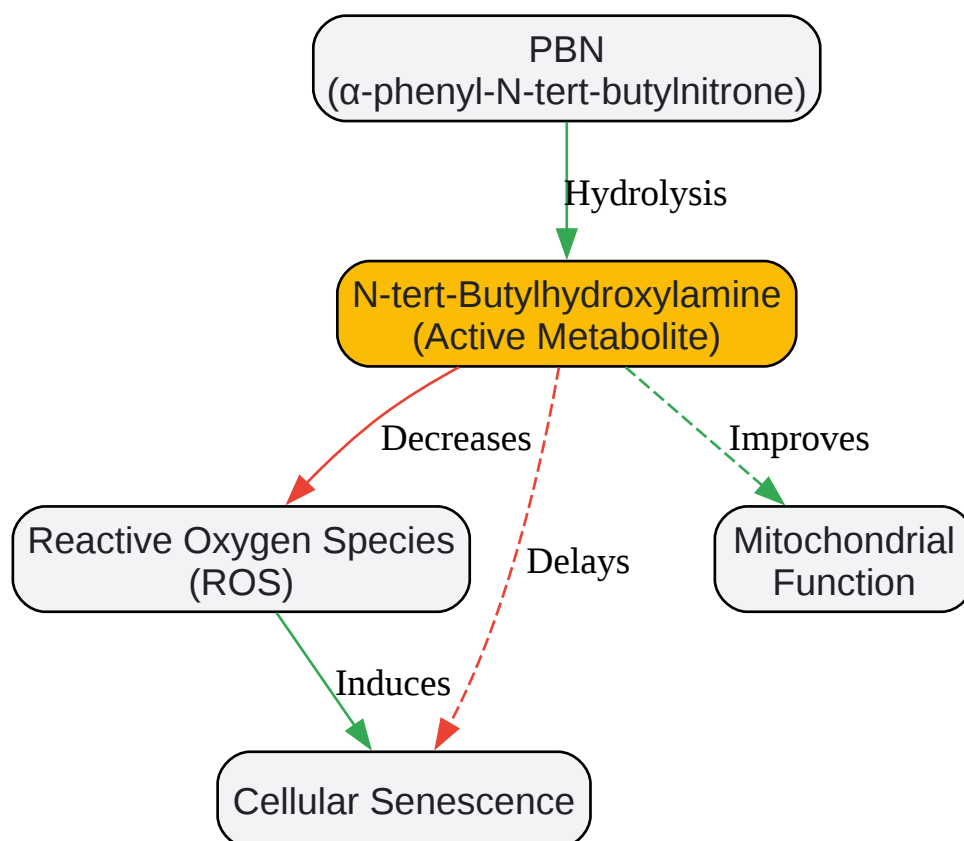 PBN
(α-phenyl-N-tert-butylnitrone)
Hydrolysis
N-tert-Butylhydroxylamine
(Active Metabolite)
Decreases
Improves
Reactive Oxygen Species
(ROS)
Delays
Mitochondrial
Function
Induces
Cellular Senescence